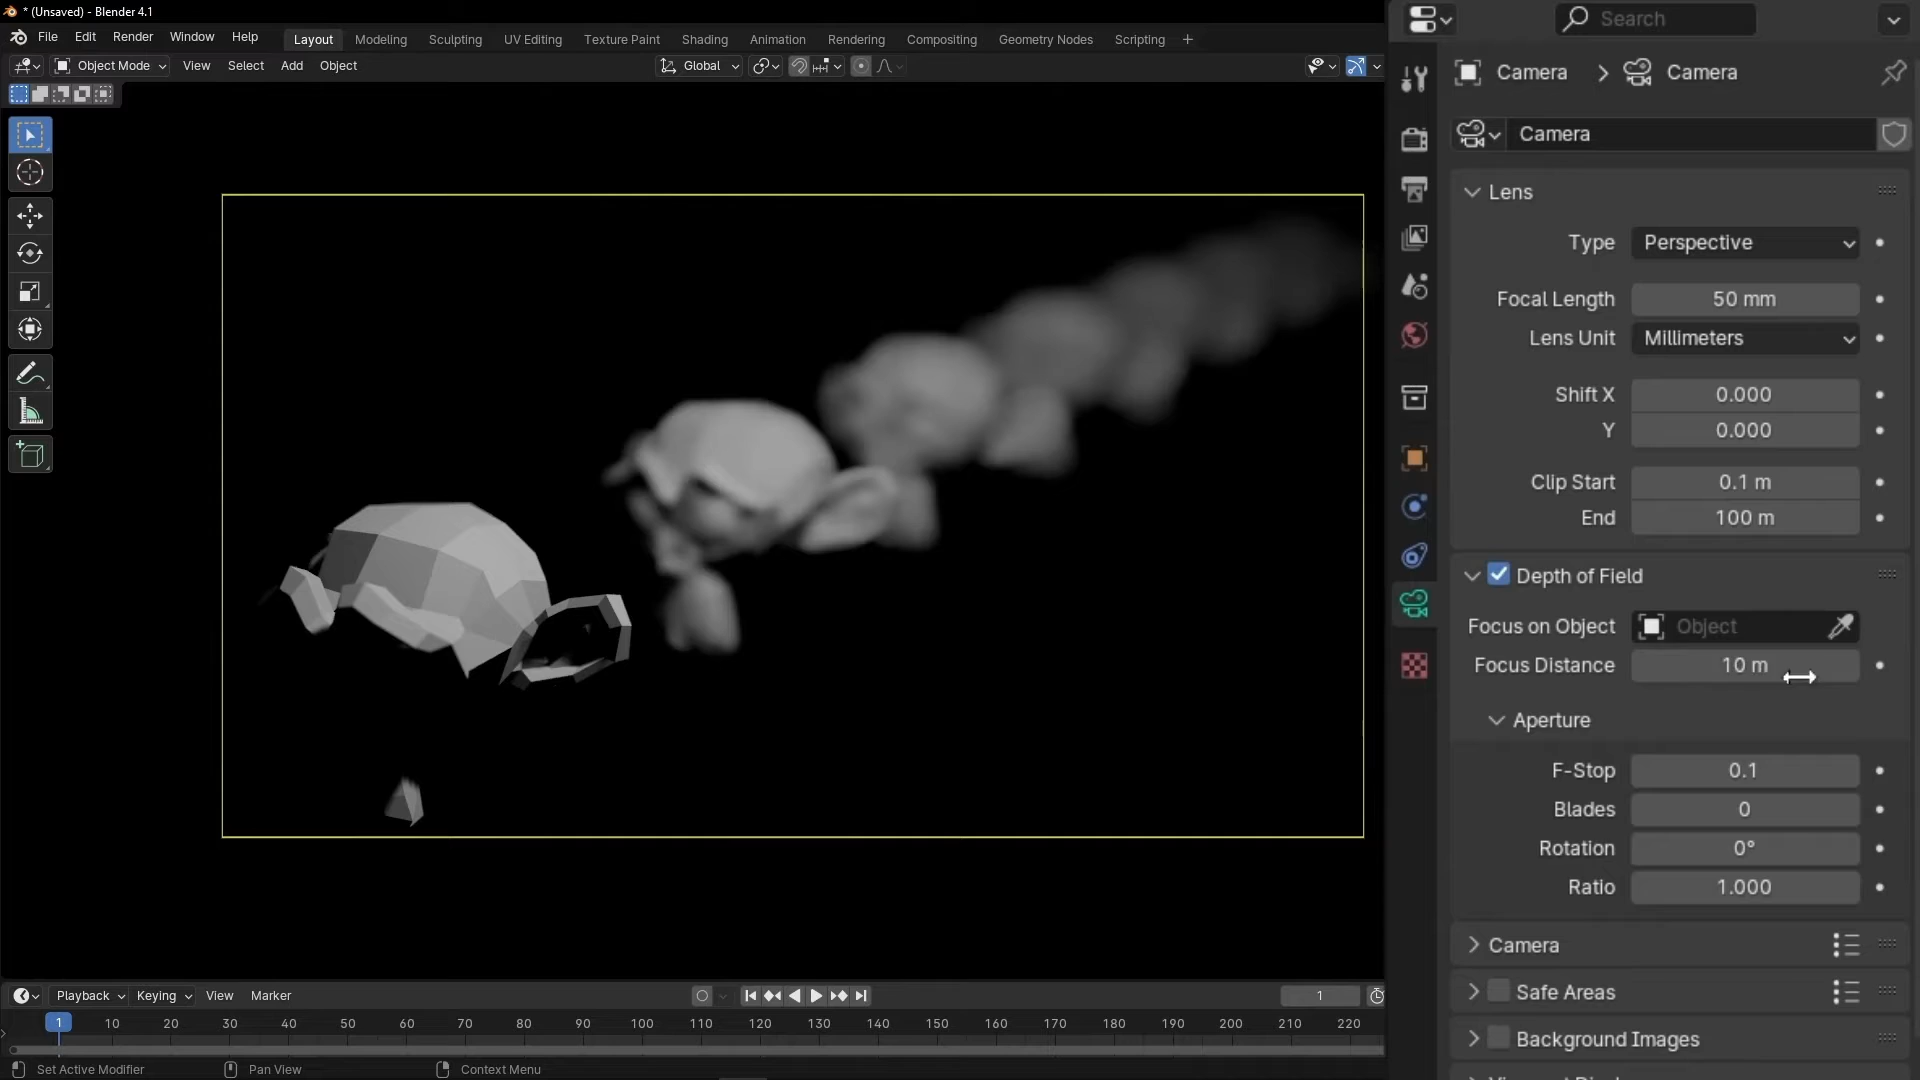 * (Unsaved) - Blender 4.1
File Edit Render Window Help
Layout Modeling Sculpting UV Editing Texture Paint Shading Animation Rendering Compositing Geometry Nodes Scripting +
Object Mode View Select Add Object Global
Search
Camera > Camera
Camera
Lens
Type Perspective
Focal Length 50 mm
Lens Unit Millimeters
Shift X 0.000
Y 0.000
Clip Start 0.1 m
End 100 m
Depth of Field
Focus on Object Object
Focus Distance 10 m
Aperture
F-Stop 0.1
Blades 0
Rotation 0°
Ratio 1.000
Camera
Safe Areas
Background Images
Playback Keying View Marker 1
1 10 20 30 40 50 60 70 80 90 100 110 120 130 140 150 160 170 180 190 200 210 220
Set Active Modifier Pan View Context Menu